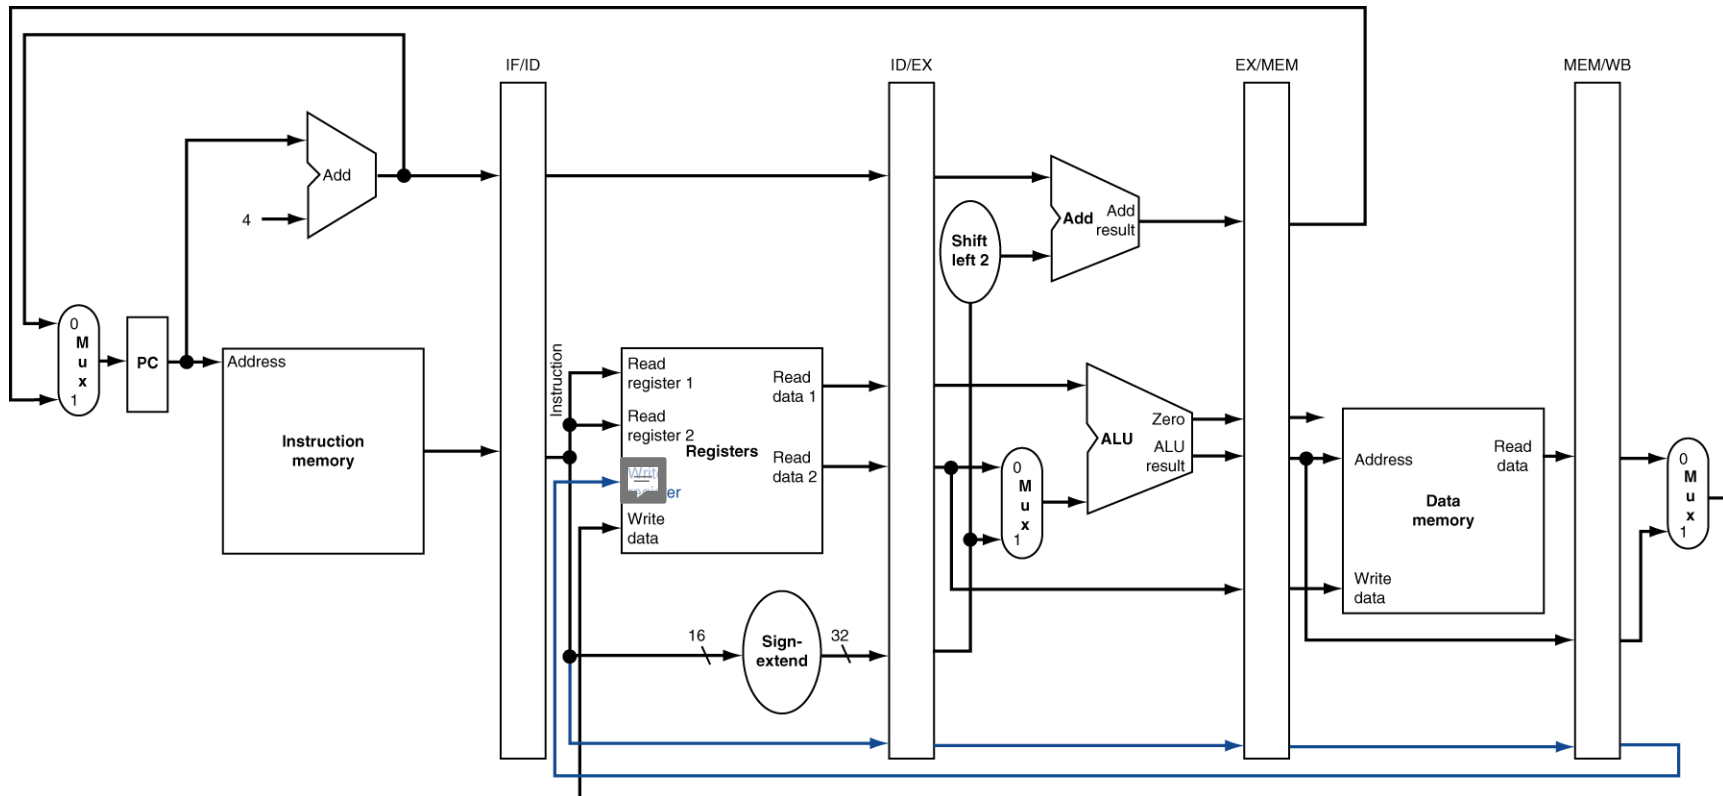 IF/ID
ID/EX
EX/MEM
MEM/WB
Add
4
Add
Add
result
Shift
left 2
0
M
u
x
1
PC
Address
Instruction
memory
Instruction
Read
register 1
Read
register 2
Registers
Write
data
Read
data 1
Read
data 2
16
Sign-
extend
32
0
M
u
x
1
Zero
ALU
ALU
result
Address
Read
data
Data
memory
Write
data
0
M
u
x
1